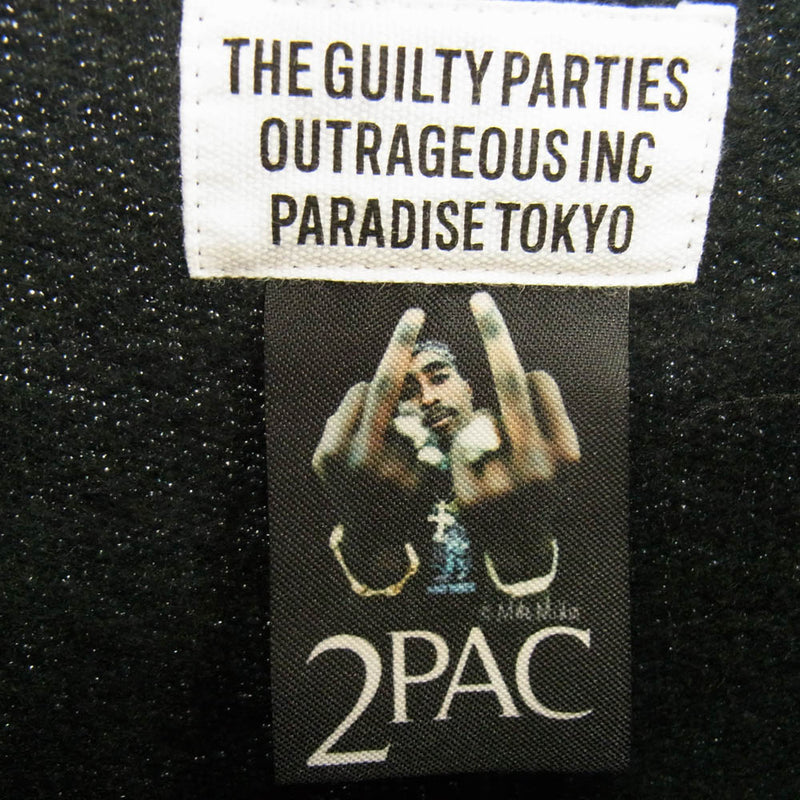 THE GUILTY PARTIES
OUTRAGEOUS INC
PARADISE TOKYO
2PAC